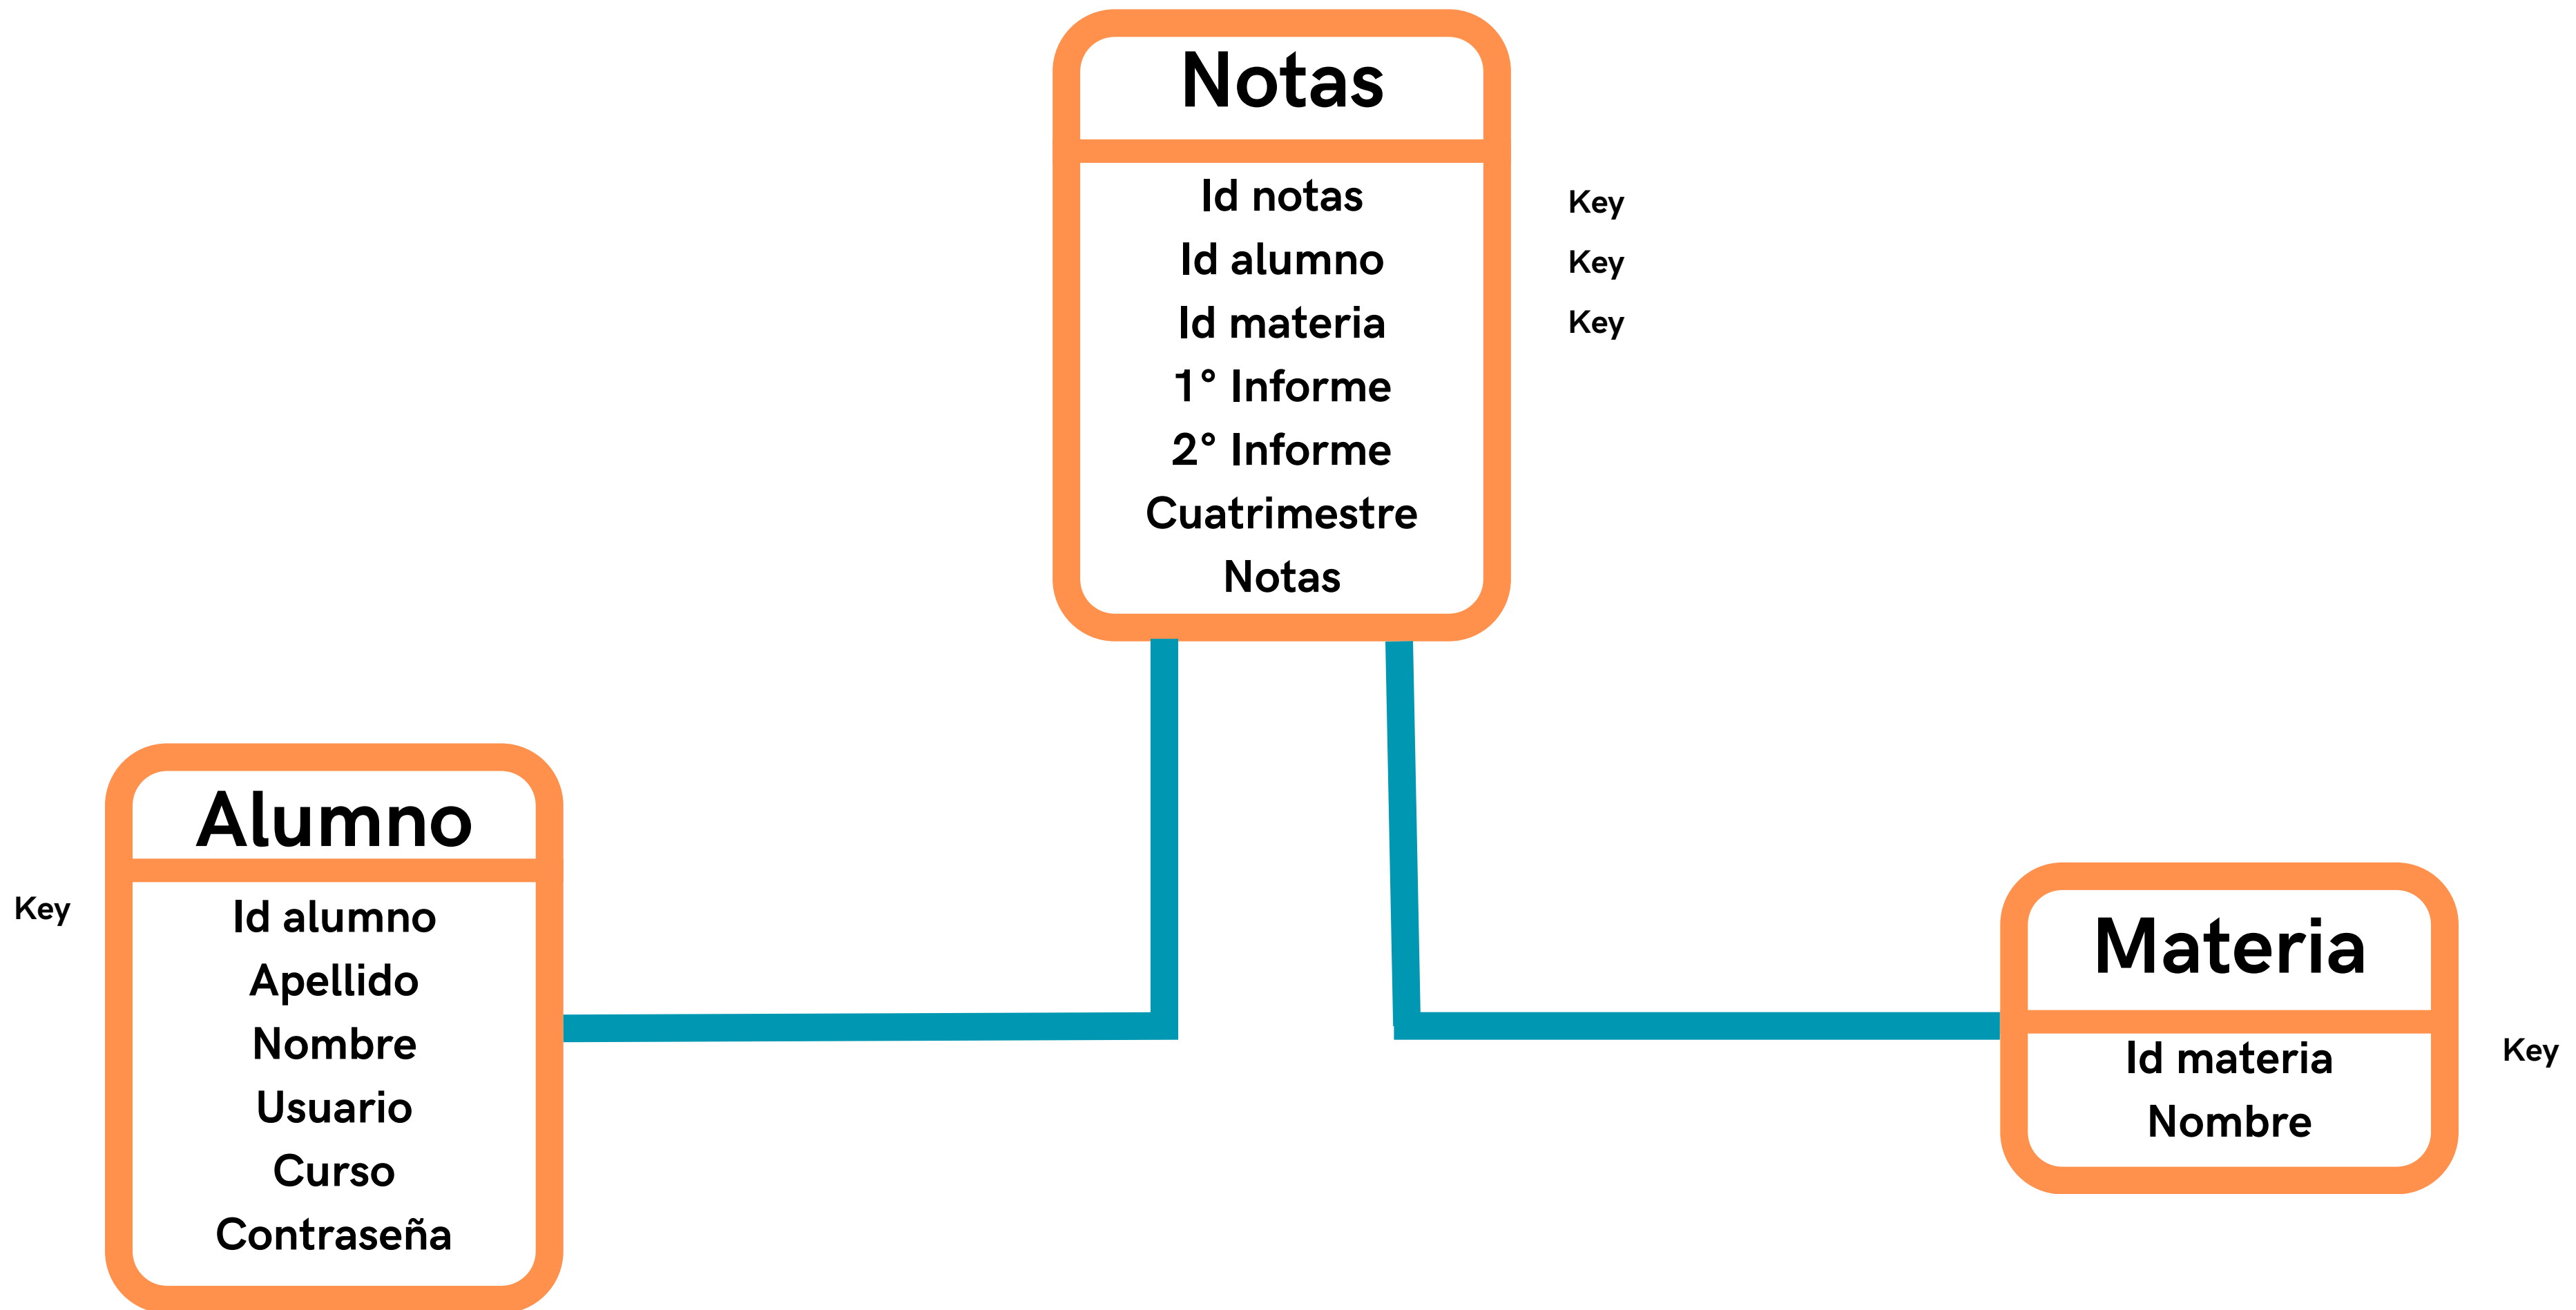 Notas
Id notas Key
Id alumno Key
Id materia Key
1° Informe
2° Informe
Cuatrimestre
Notas
Alumno
Key Id alumno
Apellido
Nombre
Usuario
Curso
Contraseña
Materia
Id materia Key
Nombre